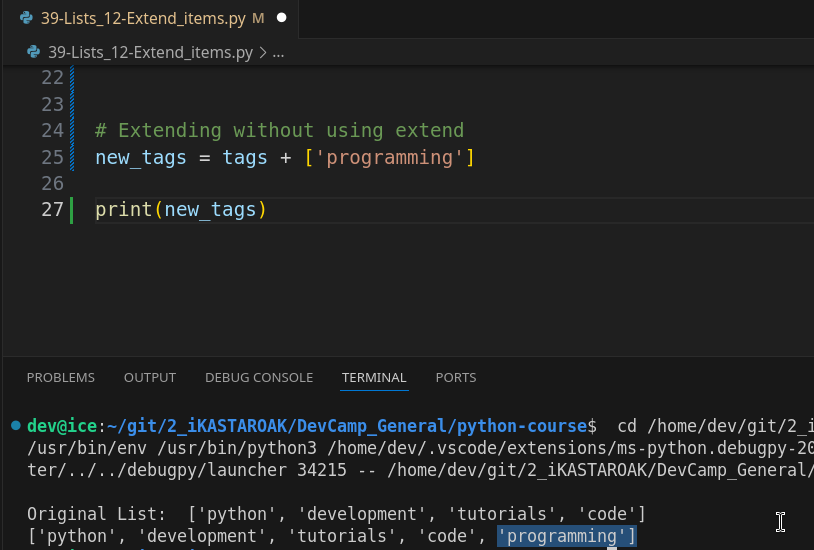 39-Lists_12-Extend_items.py M
39-Lists_12-Extend_items.py > ...
22
23
24 # Extending without using extend
25 new_tags = tags + ['programming']
26
27 print(new_tags)
PROBLEMS OUTPUT DEBUG CONSOLE TERMINAL PORTS
dev@ice:~/git/2_iKASTAROAK/DevCamp_General/python-course$ cd /home/dev/git/2_i
/usr/bin/env /usr/bin/python3 /home/dev/.vscode/extensions/ms-python.debugpy-20
ter/../../debugpy/launcher 34215 -- /home/dev/git/2_iKASTAROAK/DevCamp_General/
Original List:  ['python', 'development', 'tutorials', 'code']
['python', 'development', 'tutorials', 'code', 'programming']